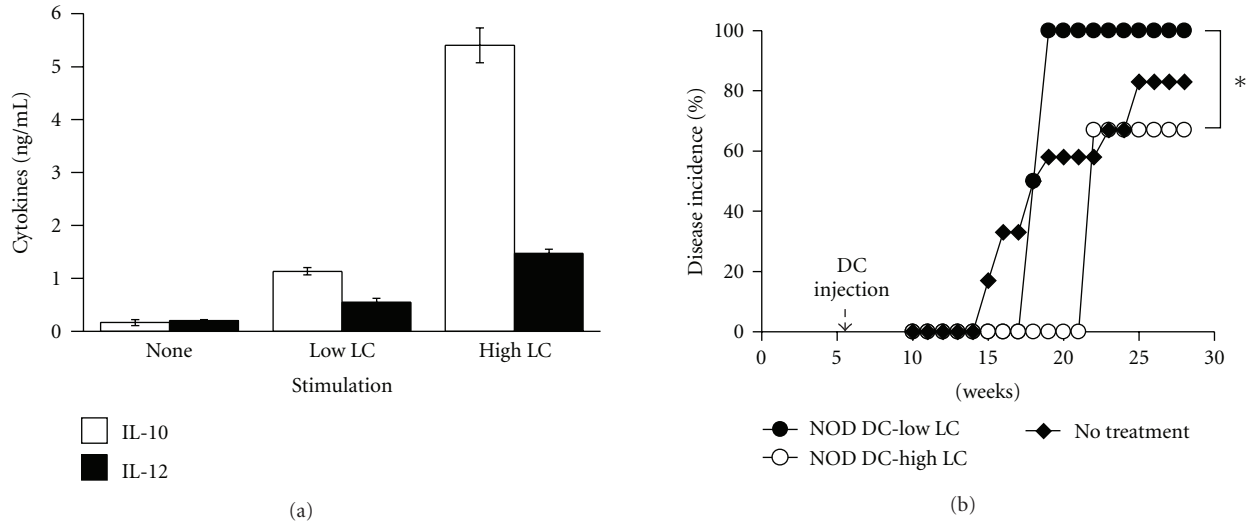 6
5
4
3
2
1
0
Cytokines (ng/mL)
None Low LC High LC
Stimulation
IL-10
IL-12
(a)
100
80
60
40
20
0
Disease incidence (%)
DC
injection
*
0 5 10 15 20 25 30
(weeks)
NOD DC-low LC
NOD DC-high LC
No treatment
(b)